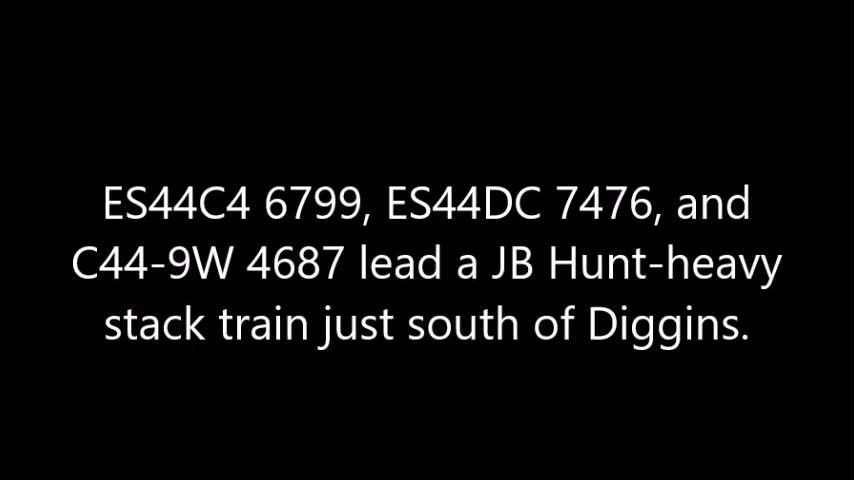 ES44C4 6799, ES44DC 7476, and
C44-9W 4687 lead a JB Hunt-heavy
stack train just south of Diggins.